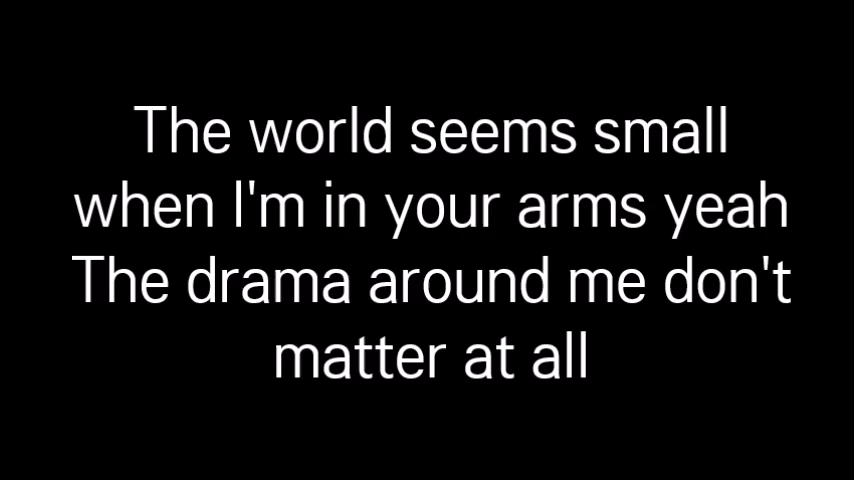 The world seems small
when I'm in your arms yeah
The drama around me don't
matter at all